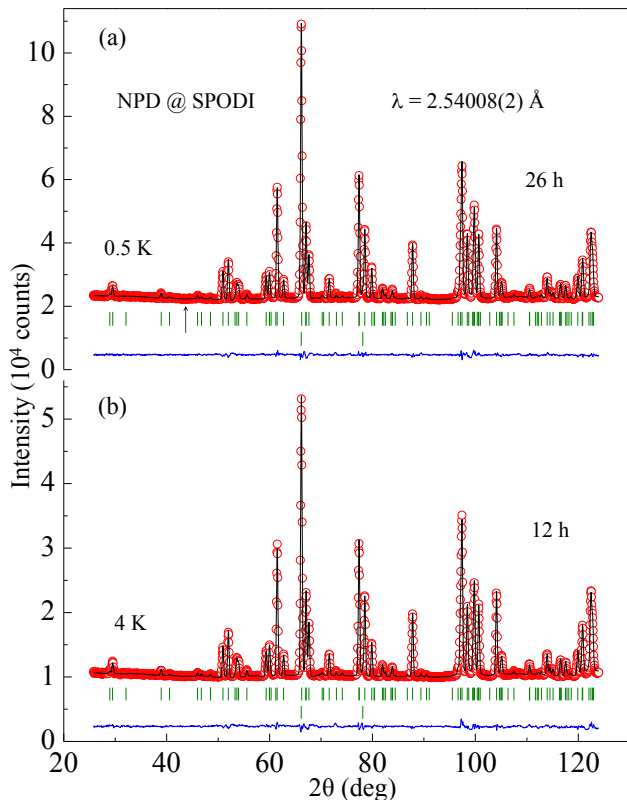 (a)
NPD @ SPODI
λ = 2.54008(2) Å
26 h
0.5 K
10
8
6
4
2
0
Intensity (10⁴ counts)
(b)
12 h
4 K
5
4
3
2
1
0
20 40 60 80 100 120
2θ (deg)